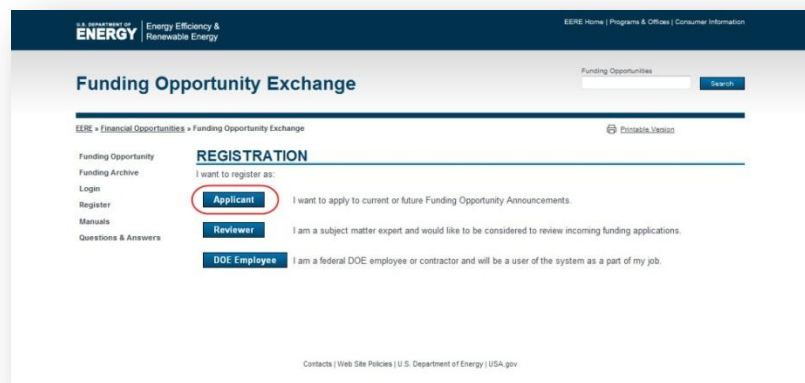 U.S. DEPARTMENT OF
ENERGY
Energy Efficiency &
Renewable Energy
EERE Home | Programs & Offices | Consumer Information
Funding Opportunity Exchange
Funding Opportunities
Search
EERE » Financial Opportunities » Funding Opportunity Exchange
Printable Version
Funding Opportunity
Funding Archive
Login
Register
Manuals
Questions & Answers
REGISTRATION
I want to register as:
Applicant I want to apply to current or future Funding Opportunity Announcements.
Reviewer I am a subject matter expert and would like to be considered to review incoming funding applications.
DOE Employee I am a federal DOE employee or contractor and will be a user of the system as a part of my job.
Contacts | Web Site Policies | U.S. Department of Energy | USA.gov